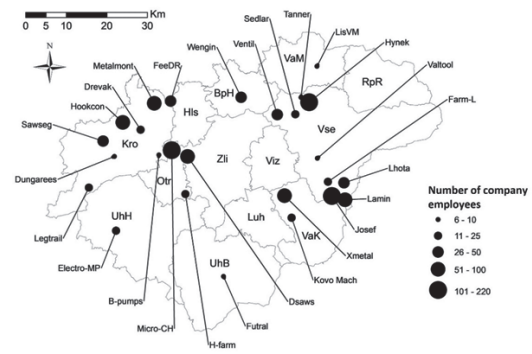 0 5 10 20 30 Km
N
Tanner
Sedlar
LisVM
Ventil
Hynek
Wengin
FeeDR
Metalmont
VaM
Valtool
Drevak
BpH
RpR
Farm-L
Hookcon
Hls
Vse
Sawseg
Kro
Lhota
Zli
Viz
Dungarees
Otr
Lamin
Number of company
employees
6 - 10
11 - 25
26 - 50
51 - 100
101 - 220
Legtrail
UhH
Luh
VaK
Josef
Xmetal
Electro-MP
UhB
Kovo Mach
B-pumps
Dsaws
Micro-CH
Futral
H-farm